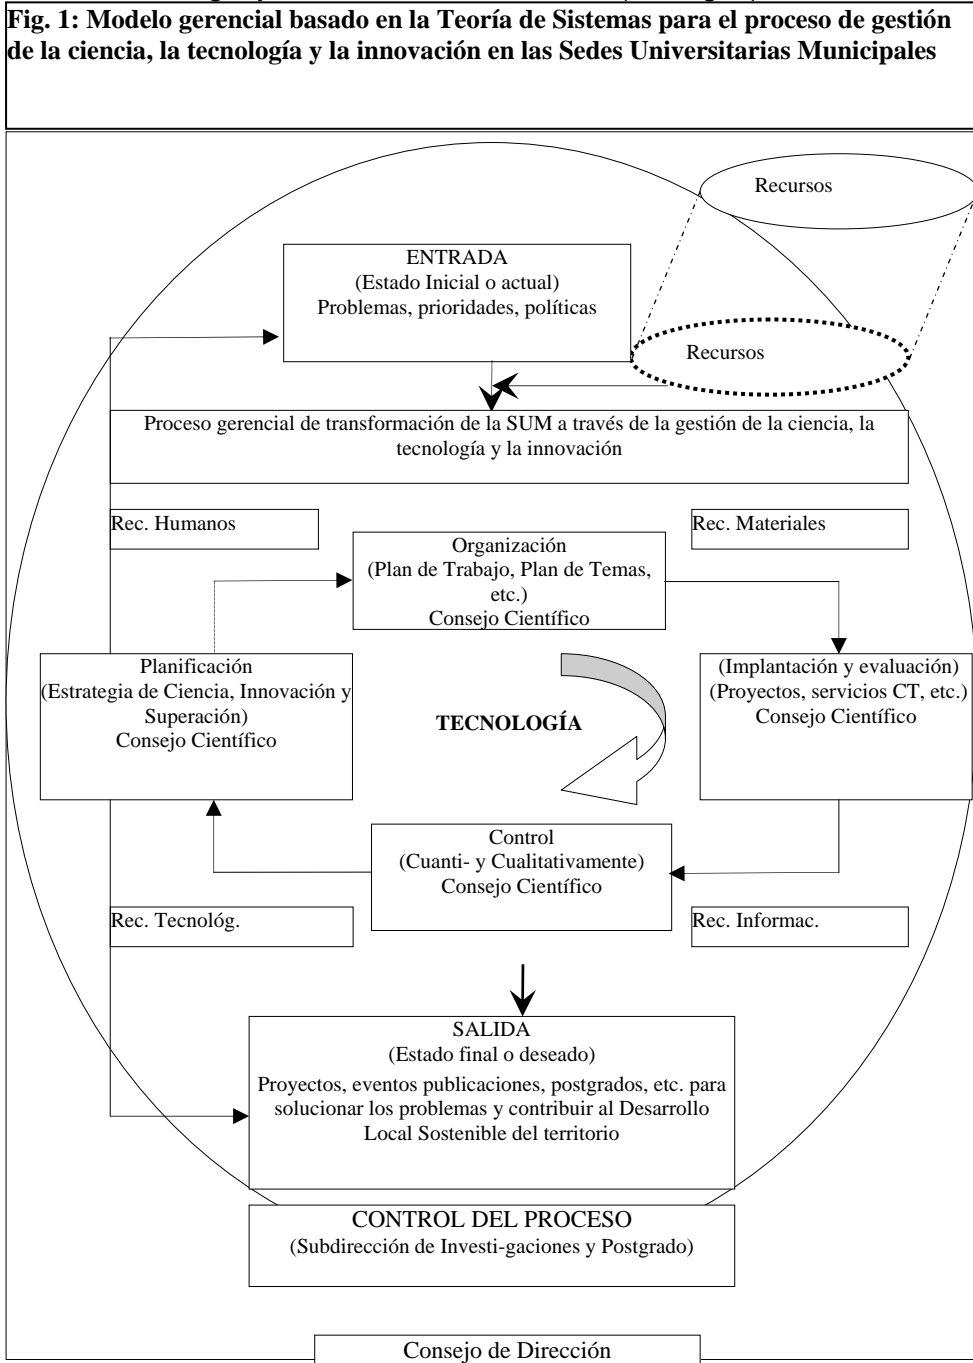 Fig. 1: Modelo gerencial basado en la Teoría de Sistemas para el proceso de gestión
de la ciencia, la tecnología y la innovación en las Sedes Universitarias Municipales
Recursos
ENTRADA
(Estado Inicial o actual)
Problemas, prioridades, políticas
Recursos
Proceso gerencial de transformación de la SUM a través de la gestión de la ciencia, la
tecnología y la innovación
Rec. Humanos
Rec. Materiales
Organización
(Plan de Trabajo, Plan de Temas,
etc.)
Consejo Científico
Planificación
(Estrategia de Ciencia, Innovación y
Superación)
Consejo Científico
TECNOLOGÍA
(Implantación y evaluación)
(Proyectos, servicios CT, etc.)
Consejo Científico
Control
(Cuanti- y Cualitativamente)
Consejo Científico
Rec. Tecnológ.
Rec. Informac.
SALIDA
(Estado final o deseado)
Proyectos, eventos publicaciones, postgrados, etc. para
solucionar los problemas y contribuir al Desarrollo
Local Sostenible del territorio
CONTROL DEL PROCESO
(Subdirección de Investi-gaciones y Postgrado)
Consejo de Dirección